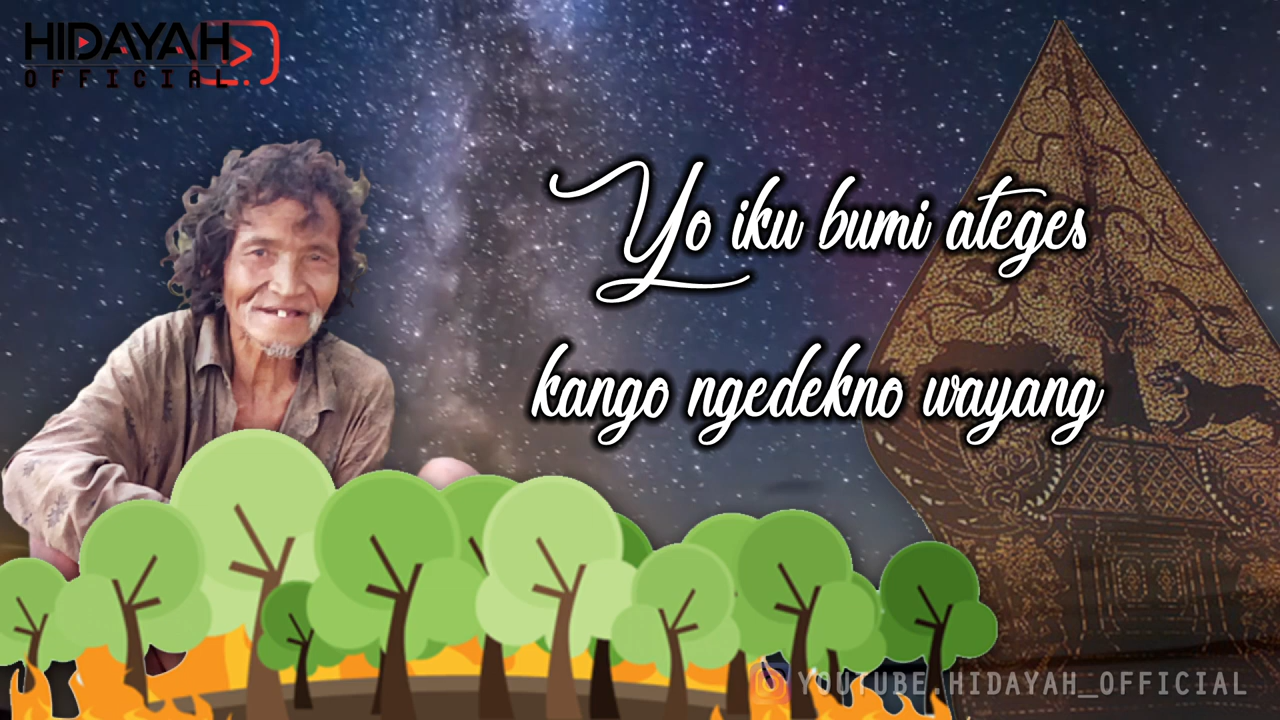 HIDAYAH
OFFICIAL
Yo iku bumi ateges
kango ngedekno wayang
YOUTUBE.HIDAYAH_OFFICIAL